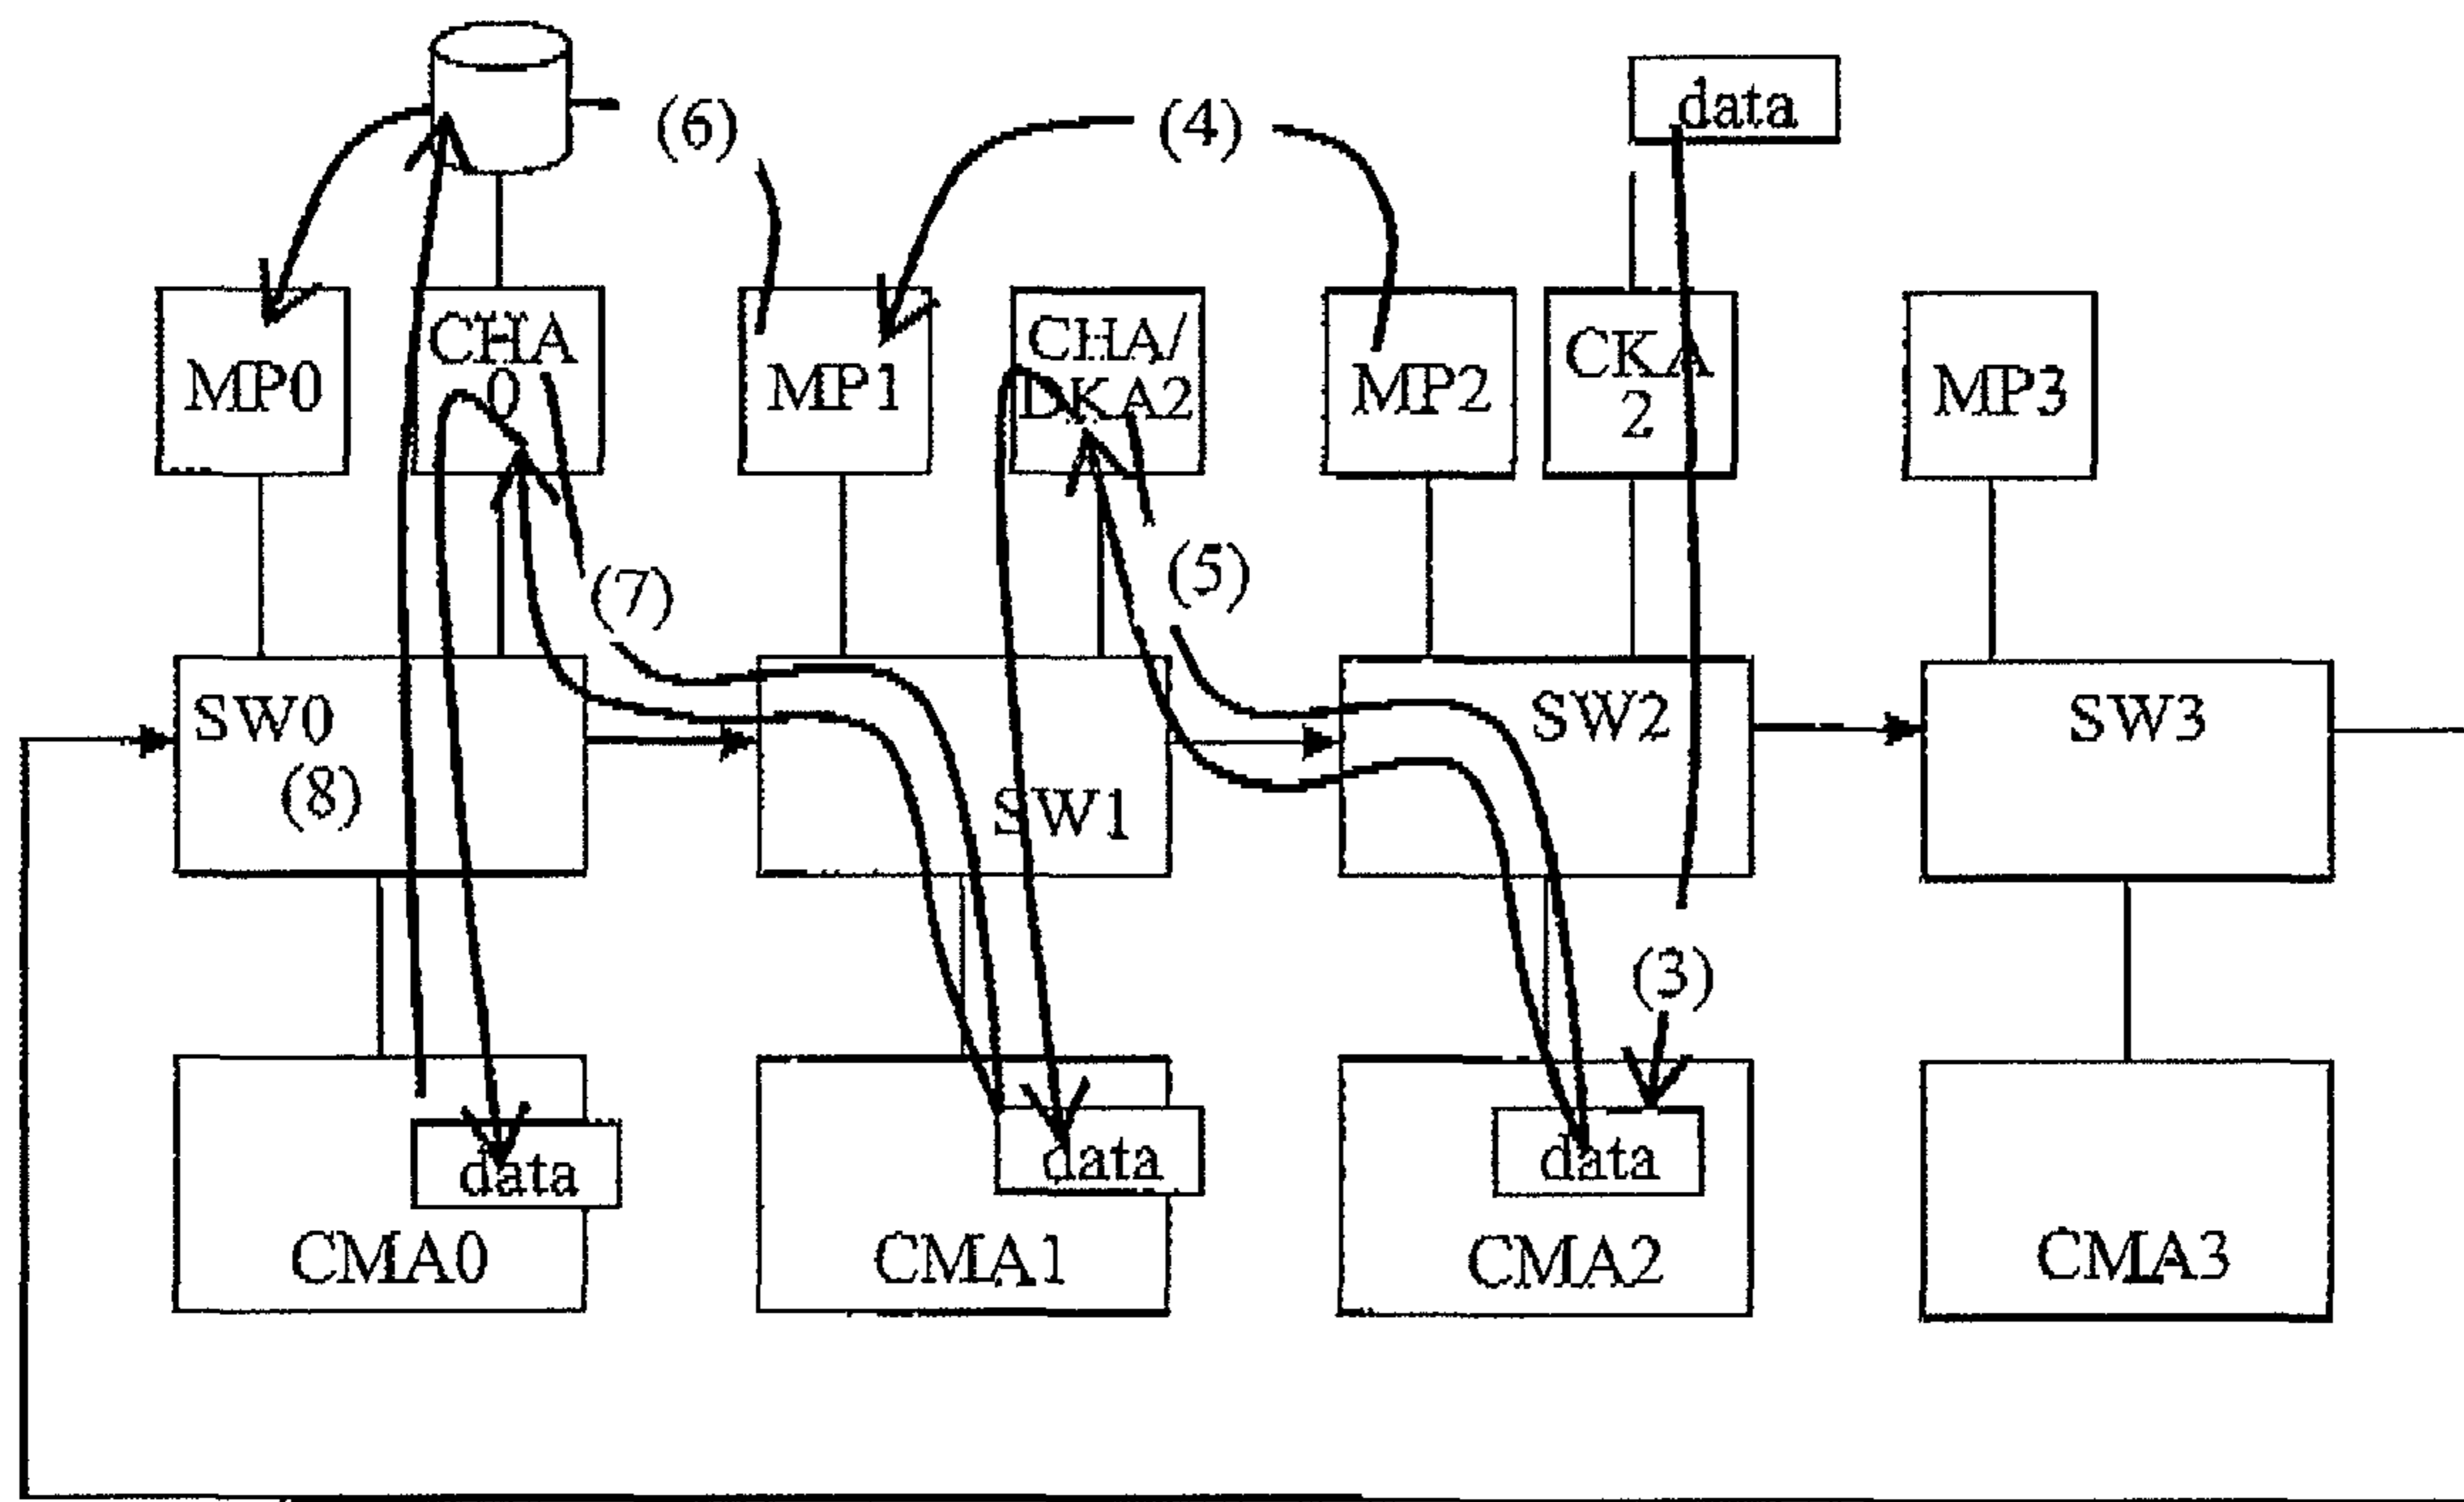 data
(6)
(4)
MP0
CHA
0
MP1
CHA/
DKA2
MP2
CKA
2
MP3
(7)
(5)
SW0
(8)
SW1
SW2
SW3
(3)
data
data
data
CMA0
CMA1
CMA2
CMA3